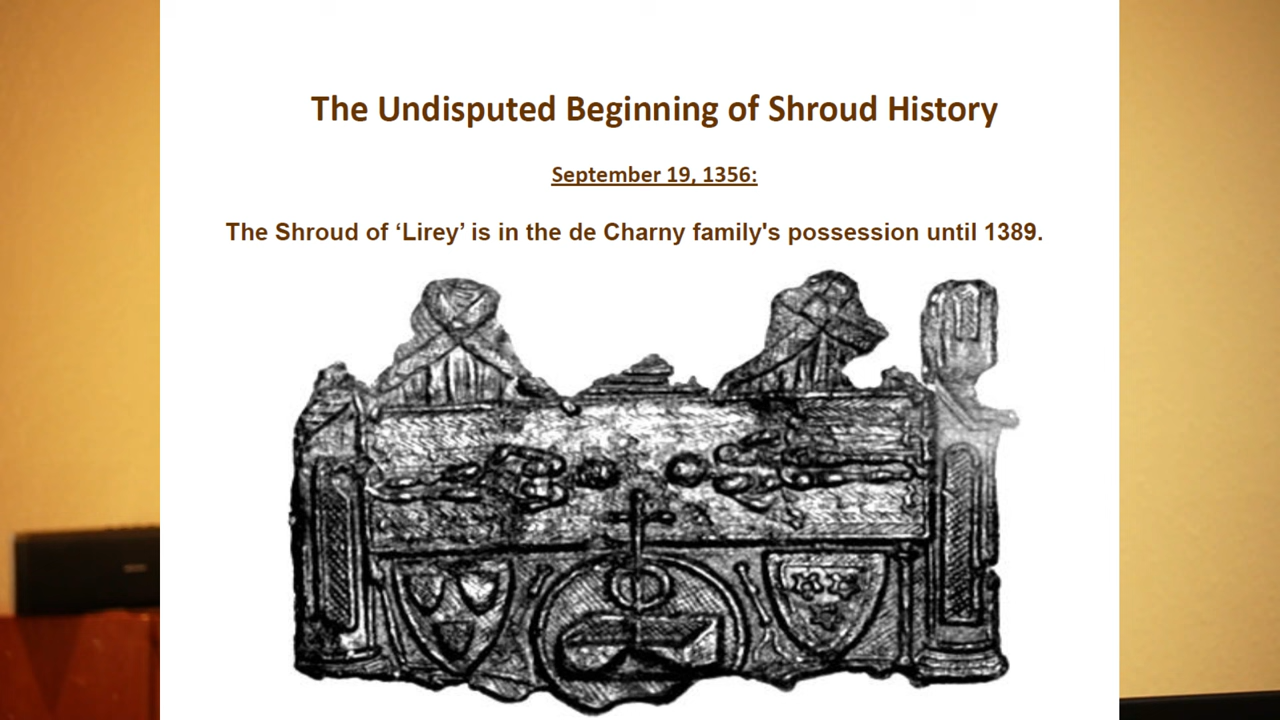 The Undisputed Beginning of Shroud History
September 19, 1356:
The Shroud of ‘Lirey’ is in the de Charny family's possession until 1389.